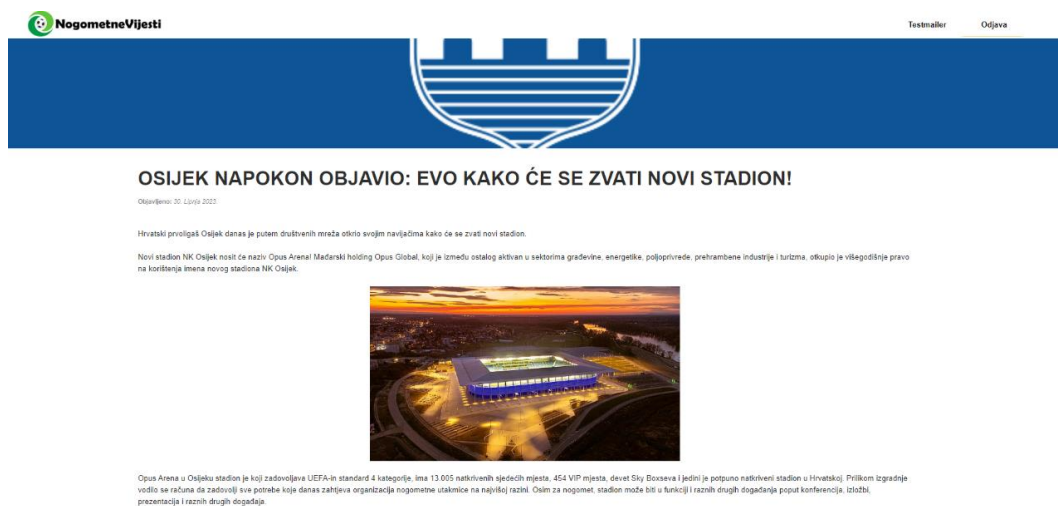 NogometneVijesti
Testmailer Odjava
OSIJEK NAPOKON OBJAVIO: EVO KAKO ĆE SE ZVATI NOVI STADION!
Objavljeno: 30. Lipnja 2023.
Hrvatski prvoligaš Osijek danas je putem društvenih mreža otkrio svojim navijačima kako će se zvati novi stadion.
Novi stadion NK Osijek nosit će naziv Opus Arena! Mađarski holding Opus Global, koji je između ostalog aktivan u sektorima građevine, energetike, poljoprivrede, prehrambene industrije i turizma, otkupio je višegodišnje pravo
na korištenja imena novog stadiona NK Osijek.
Opus Arena u Osijeku stadion je koji zadovoljava UEFA-in standard 4 kategorije, ima 13.005 natkrivenih sjedećih mjesta, 454 VIP mjesta, devet Sky Boxseva i jedini je potpuno natkriveni stadion u Hrvatskoj. Prilikom izgradnje
vodilo se računa da zadovolji sve potrebe koje danas zahtjeva organizacija nogometne utakmice na najvišoj razini. Osim za nogomet, stadion može biti u funkciji i raznih drugih događanja poput konferencija, izložbi,
prezentacija i raznih drugih događaja.